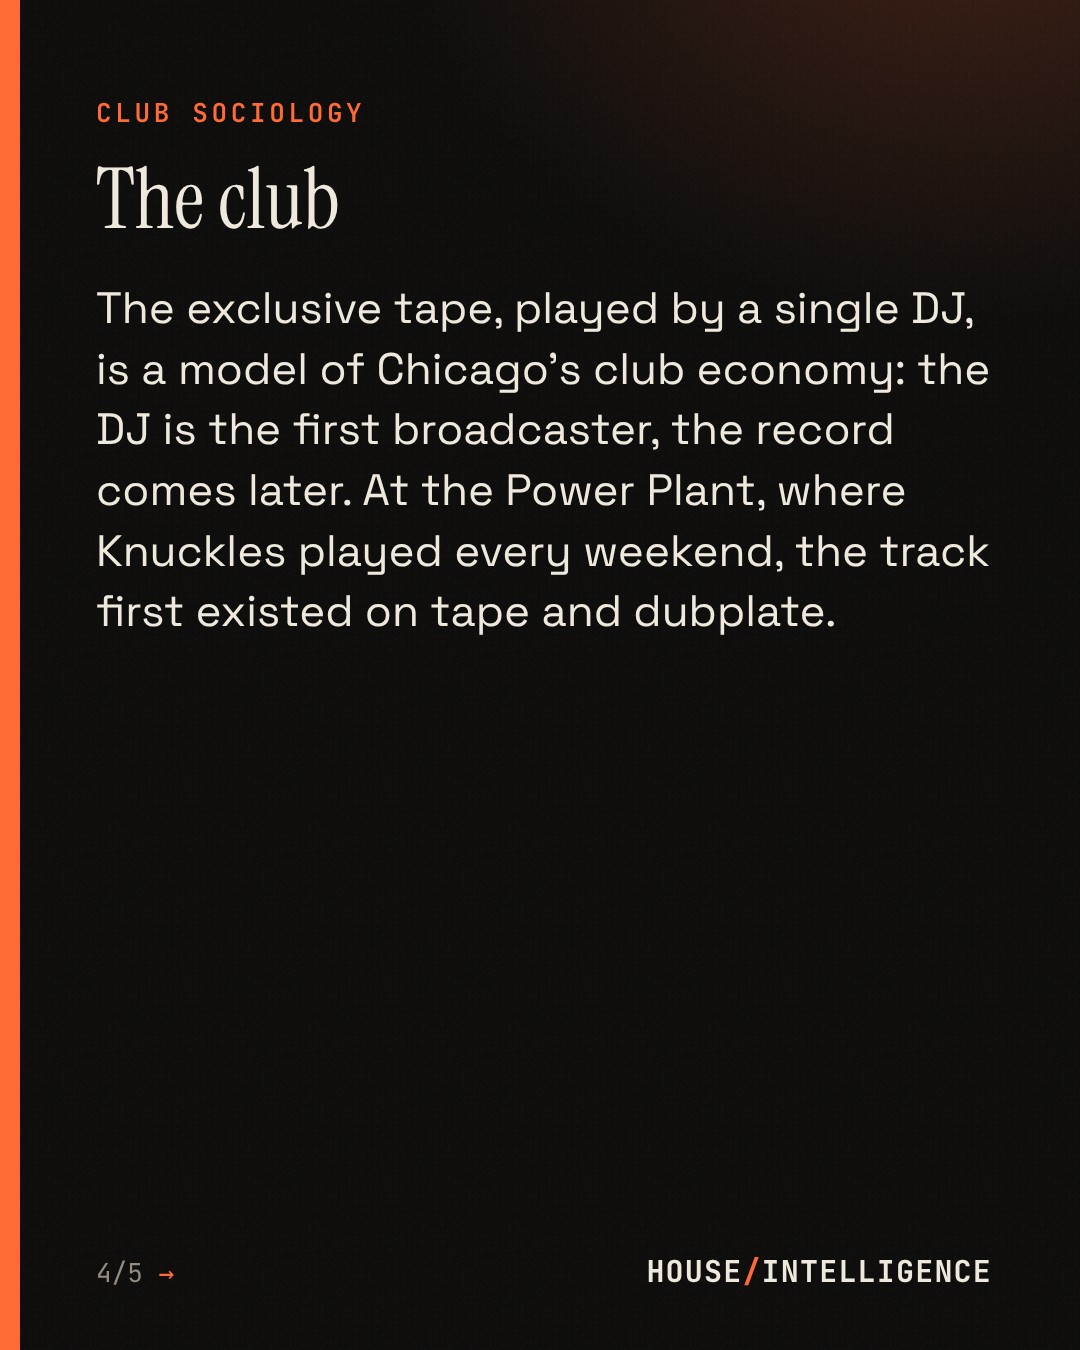 CLUB SOCIOLOGY
The club
The exclusive tape, played by a single DJ,
is a model of Chicago’s club economy: the
DJ is the first broadcaster, the record
comes later. At the Power Plant, where
Knuckles played every weekend, the track
first existed on tape and dubplate.
4/5 →
HOUSE/INTELLIGENCE